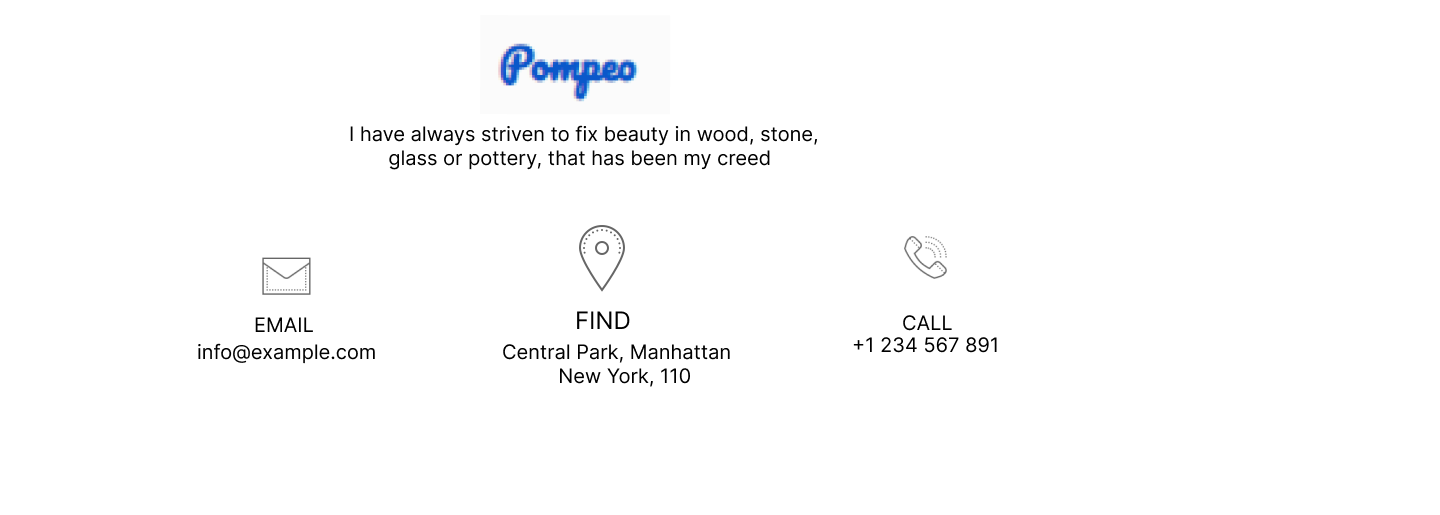 Pompeo
I have always striven to fix beauty in wood, stone,
glass or pottery, that has been my creed
EMAIL
info@example.com
FIND
Central Park, Manhattan
New York, 110
CALL
+1 234 567 891